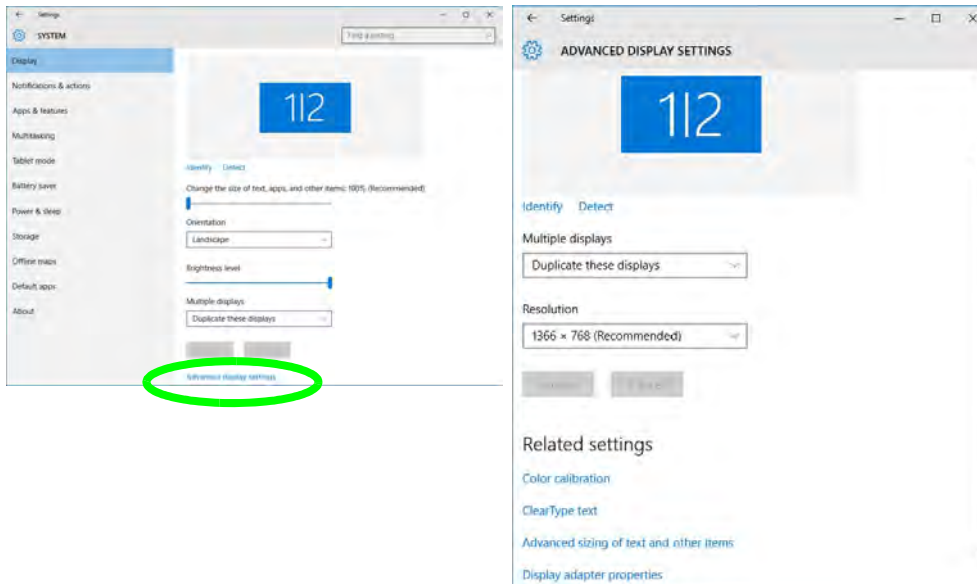 Settings
SYSTEM
Find a setting
Display
Notifications & actions
Apps & features
Multitasking
Tablet mode
Battery saver
Power & sleep
Storage
Offline maps
Default apps
About
1|2
Identify Detect
Change the size of text, apps, and other items: 100% (Recommended)
Orientation
Landscape
Brightness level
Multiple displays
Duplicate these displays
Advanced display settings
Settings
ADVANCED DISPLAY SETTINGS
1|2
Identify Detect
Multiple displays
Duplicate these displays
Resolution
1366 × 768 (Recommended)
Related settings
Color calibration
ClearType text
Advanced sizing of text and other items
Display adapter properties